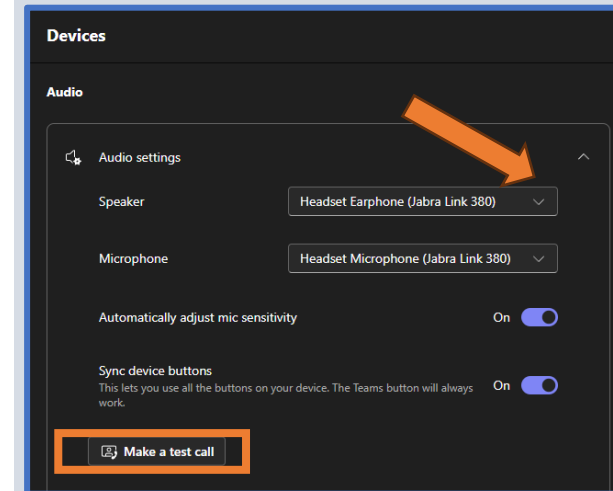 Devices
Audio
Audio settings
Speaker
Headset Earphone (Jabra Link 380)
Microphone
Headset Microphone (Jabra Link 380)
Automatically adjust mic sensitivity
On
Sync device buttons
This lets you use all the buttons on your device. The Teams button will always
work.
On
Make a test call